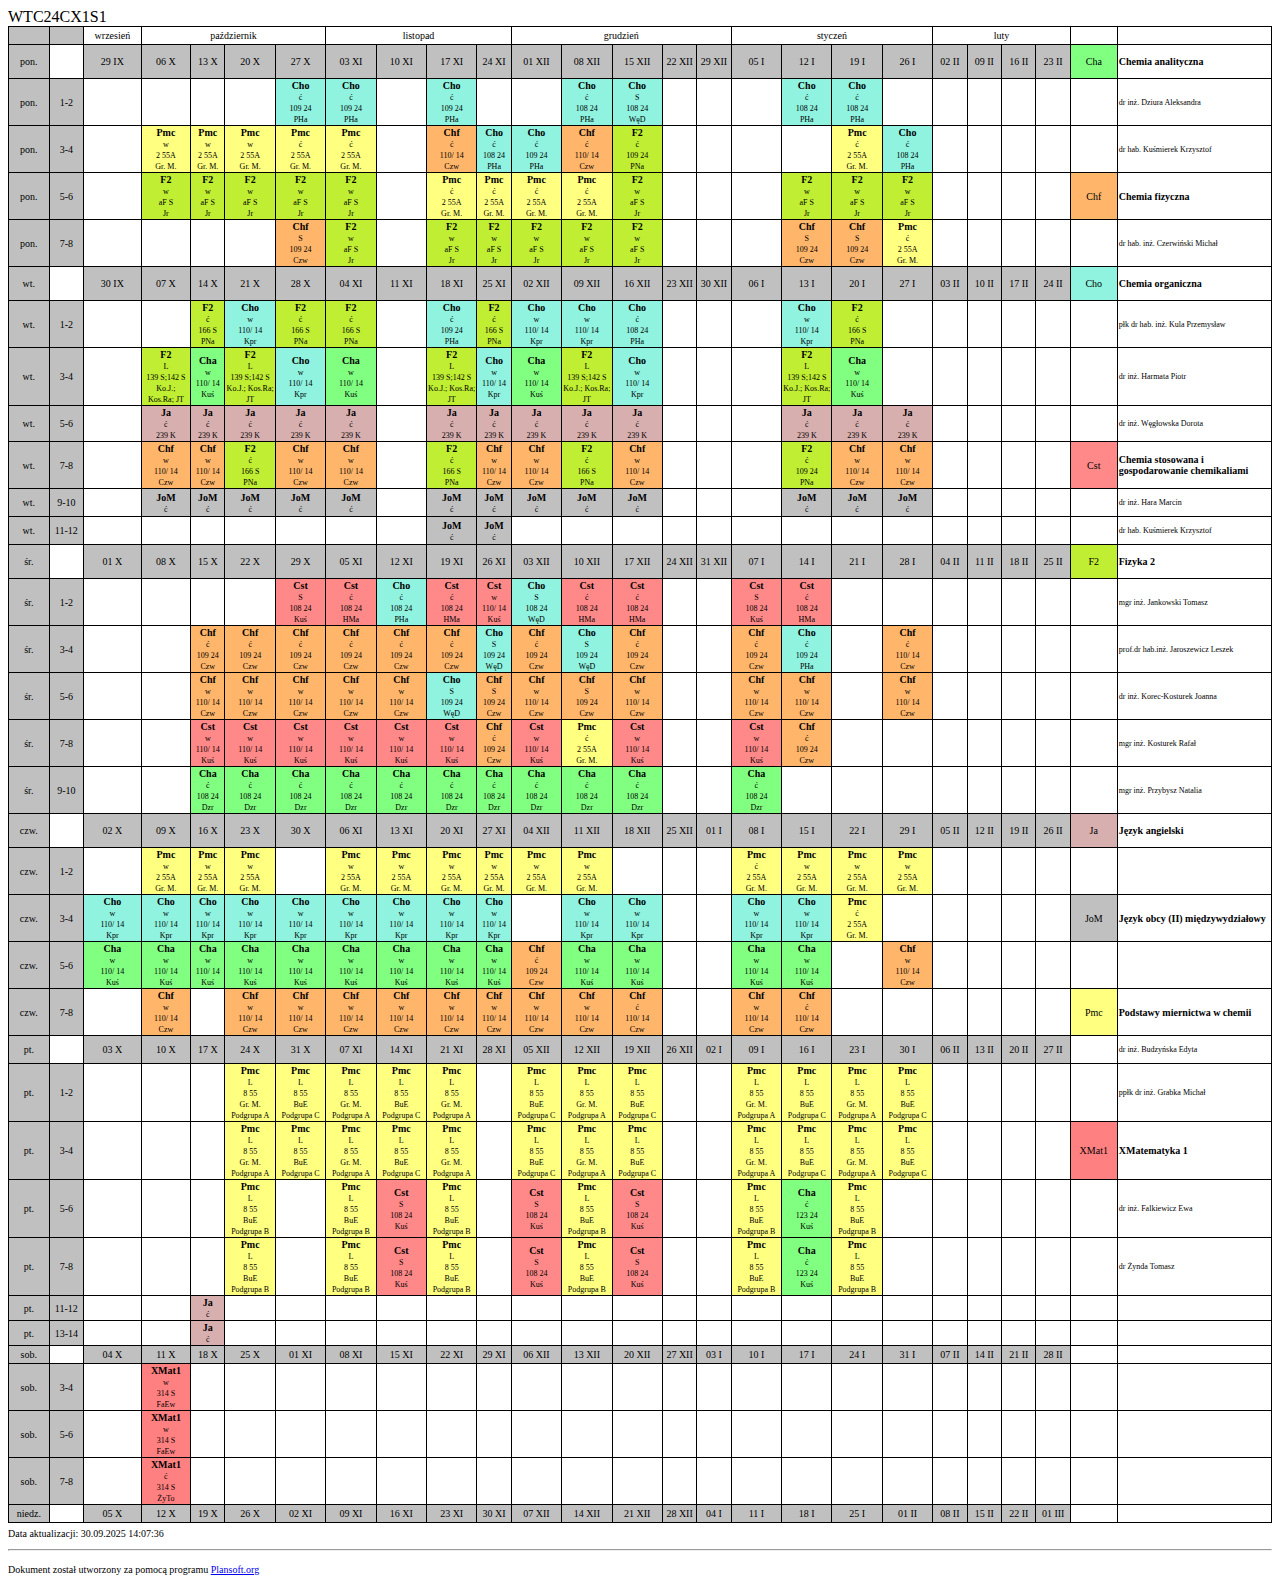 WTC24CX1S1
wrzesień październik listopad grudzień styczeń luty
pon. 29 IX 06 X 13 X 20 X 27 X 03 XI 10 XI 17 XI 24 XI 01 XII 08 XII 15 XII 22 XII 29 XII 05 I 12 I 19 I 26 I 02 II 09 II 16 II 23 II Cha Chemia analityczna
pon. 1-2 dr inż. Dziura Aleksandra
Cho Cho Cho Cho Cho Cho Cho
ć ć ć ć S ć ć
109 24 109 24 109 24 108 24 108 24 108 24 108 24
PHa PHa PHa PHa WęD PHa PHa
pon. 3-4 dr hab. Kuśmierek Krzysztof
Pmc Pmc Pmc Pmc Pmc Chf Cho Cho Chf F2 Pmc Cho
w w w ć ć ć ć ć ć ć ć ć
2 55A 2 55A 2 55A 2 55A 2 55A 110/ 14 108 24 109 24 110/ 14 109 24 2 55A 108 24
Gr. M. Gr. M. Gr. M. Gr. M. Gr. M. Czw PHa PHa Czw PNa Gr. M. PHa
pon. 5-6 Chf Chemia fizyczna
F2 F2 F2 F2 F2 Pmc Pmc Pmc Pmc F2 F2 F2 F2
w w w w w ć ć ć ć w w w w
aF S aF S aF S aF S aF S 2 55A 2 55A 2 55A 2 55A aF S aF S aF S aF S
Jr Jr Jr Jr Jr Gr. M. Gr. M. Gr. M. Gr. M. Jr Jr Jr Jr
pon. 7-8 dr hab. inż. Czerwiński Michał
Chf F2 F2 F2 F2 F2 F2 Chf Chf Pmc
S w w w w w w S S ć
109 24 aF S aF S aF S aF S aF S aF S 109 24 109 24 2 55A
Czw Jr Jr Jr Jr Jr Jr Czw Czw Gr. M.
wt. 30 IX 07 X 14 X 21 X 28 X 04 XI 11 XI 18 XI 25 XI 02 XII 09 XII 16 XII 23 XII 30 XII 06 I 13 I 20 I 27 I 03 II 10 II 17 II 24 II Cho Chemia organiczna
wt. 1-2 płk dr hab. inż. Kula Przemysław
F2 Cho F2 F2 Cho F2 Cho Cho Cho Cho F2
ć w ć ć ć ć w w ć w ć
166 S 110/ 14 166 S 166 S 109 24 166 S 110/ 14 110/ 14 108 24 110/ 14 166 S
PNa Kpr PNa PNa PHa PNa Kpr Kpr PHa Kpr PNa
wt. 3-4 dr inż. Harmata Piotr
F2 Cha F2 Cho Cha F2 Cho Cha F2 Cho F2 Cha
L w L w w L w w L w L w
139 S;142 S 110/ 14 139 S;142 S 110/ 14 110/ 14 139 S;142 S 110/ 14 110/ 14 139 S;142 S 110/ 14 139 S;142 S 110/ 14
Ko.J.; Kuś Ko.J.; Kos.Ra; Kpr Kuś Ko.J.; Kos.Ra; Kpr Kuś Ko.J.; Kos.Ra; Kpr Ko.J.; Kos.Ra; Kuś
Kos.Ra; JT JT JT JT JT
wt. 5-6 dr inż. Węgłowska Dorota
Ja Ja Ja Ja Ja Ja Ja Ja Ja Ja Ja Ja Ja
ć ć ć ć ć ć ć ć ć ć ć ć ć
239 K 239 K 239 K 239 K 239 K 239 K 239 K 239 K 239 K 239 K 239 K 239 K 239 K
wt. 7-8 Cst Chemia stosowana i
gospodarowanie chemikaliami
Chf Chf F2 Chf Chf F2 Chf Chf F2 Chf F2 Chf Chf
w w ć w w ć w w ć w ć w w
110/ 14 110/ 14 166 S 110/ 14 110/ 14 166 S 110/ 14 110/ 14 166 S 110/ 14 109 24 110/ 14 110/ 14
Czw Czw PNa Czw Czw PNa Czw Czw PNa Czw PNa Czw Czw
wt. 9-10 dr inż. Hara Marcin
JoM JoM JoM JoM JoM JoM JoM JoM JoM JoM JoM JoM JoM
ć ć ć ć ć ć ć ć ć ć ć ć ć
wt. 11-12 dr hab. Kuśmierek Krzysztof
JoM JoM
ć ć
śr. 01 X 08 X 15 X 22 X 29 X 05 XI 12 XI 19 XI 26 XI 03 XII 10 XII 17 XII 24 XII 31 XII 07 I 14 I 21 I 28 I 04 II 11 II 18 II 25 II F2 Fizyka 2
śr. 1-2 mgr inż. Jankowski Tomasz
Cst Cst Cho Cst Cst Cho Cst Cst Cst Cst
S ć ć ć w S ć ć S ć
108 24 108 24 108 24 108 24 110/ 14 108 24 108 24 108 24 108 24 108 24
Kuś HMa PHa HMa Kuś WęD HMa HMa Kuś HMa
śr. 3-4 prof.dr hab.inż. Jaroszewicz Leszek
Chf Chf Chf Chf Chf Chf Cho Chf Cho Chf Chf Cho Chf
ć ć ć ć ć ć S ć S ć ć ć ć
109 24 109 24 109 24 109 24 109 24 109 24 109 24 109 24 109 24 109 24 109 24 109 24 110/ 14
Czw Czw Czw Czw Czw Czw WęD Czw WęD Czw Czw PHa Czw
śr. 5-6 dr inż. Korec-Kosturek Joanna
Chf Chf Chf Chf Chf Cho Chf Chf Chf Chf Chf Chf Chf
w w w w w S S w S w w w w
110/ 14 110/ 14 110/ 14 110/ 14 110/ 14 109 24 109 24 110/ 14 109 24 110/ 14 110/ 14 110/ 14 110/ 14
Czw Czw Czw Czw Czw WęD Czw Czw Czw Czw Czw Czw Czw
śr. 7-8 mgr inż. Kosturek Rafał
Cst Cst Cst Cst Cst Cst Chf Cst Pmc Cst Cst Chf
w w w w w w ć w ć w w ć
110/ 14 110/ 14 110/ 14 110/ 14 110/ 14 110/ 14 109 24 110/ 14 2 55A 110/ 14 110/ 14 109 24
Kuś Kuś Kuś Kuś Kuś Kuś Czw Kuś Gr. M. Kuś Kuś Czw
śr. 9-10 mgr inż. Przybysz Natalia
Cha Cha Cha Cha Cha Cha Cha Cha Cha Cha Cha
ć ć ć ć ć ć ć ć ć ć ć
108 24 108 24 108 24 108 24 108 24 108 24 108 24 108 24 108 24 108 24 108 24
Dzr Dzr Dzr Dzr Dzr Dzr Dzr Dzr Dzr Dzr Dzr
czw. 02 X 09 X 16 X 23 X 30 X 06 XI 13 XI 20 XI 27 XI 04 XII 11 XII 18 XII 25 XII 01 I 08 I 15 I 22 I 29 I 05 II 12 II 19 II 26 II Ja Język angielski
czw. 1-2
Pmc Pmc Pmc Pmc Pmc Pmc Pmc Pmc Pmc Pmc Pmc Pmc Pmc
w w w w w w w w w ć w w w
2 55A 2 55A 2 55A 2 55A 2 55A 2 55A 2 55A 2 55A 2 55A 2 55A 2 55A 2 55A 2 55A
Gr. M. Gr. M. Gr. M. Gr. M. Gr. M. Gr. M. Gr. M. Gr. M. Gr. M. Gr. M. Gr. M. Gr. M. Gr. M.
czw. 3-4 JoM Język obcy (II) międzywydziałowy
Cho Cho Cho Cho Cho Cho Cho Cho Cho Cho Cho Cho Cho Pmc
w w w w w w w w w w w w w ć
110/ 14 110/ 14 110/ 14 110/ 14 110/ 14 110/ 14 110/ 14 110/ 14 110/ 14 110/ 14 110/ 14 110/ 14 110/ 14 2 55A
Kpr Kpr Kpr Kpr Kpr Kpr Kpr Kpr Kpr Kpr Kpr Kpr Kpr Gr. M.
czw. 5-6
Cha Cha Cha Cha Cha Cha Cha Cha Cha Chf Cha Cha Cha Cha Chf
w w w w w w w w w ć w w w w w
110/ 14 110/ 14 110/ 14 110/ 14 110/ 14 110/ 14 110/ 14 110/ 14 110/ 14 109 24 110/ 14 110/ 14 110/ 14 110/ 14 110/ 14
Kuś Kuś Kuś Kuś Kuś Kuś Kuś Kuś Kuś Czw Kuś Kuś Kuś Kuś Czw
czw. 7-8 Pmc Podstawy miernictwa w chemii
Chf Chf Chf Chf Chf Chf Chf Chf Chf Chf Chf Chf
w w w w w w w w w ć w ć
110/ 14 110/ 14 110/ 14 110/ 14 110/ 14 110/ 14 110/ 14 110/ 14 110/ 14 110/ 14 110/ 14 110/ 14
Czw Czw Czw Czw Czw Czw Czw Czw Czw Czw Czw Czw
pt. 03 X 10 X 17 X 24 X 31 X 07 XI 14 XI 21 XI 28 XI 05 XII 12 XII 19 XII 26 XII 02 I 09 I 16 I 23 I 30 I 06 II 13 II 20 II 27 II dr inż. Budzyńska Edyta
pt. 1-2 ppłk dr inż. Grabka Michał
Pmc Pmc Pmc Pmc Pmc Pmc Pmc Pmc Pmc Pmc Pmc Pmc
L L L L L L L L L L L L
8 55 8 55 8 55 8 55 8 55 8 55 8 55 8 55 8 55 8 55 8 55 8 55
Gr. M. BuE Gr. M. BuE Gr. M. BuE Gr. M. BuE Gr. M. BuE Gr. M. BuE
Podgrupa A Podgrupa C Podgrupa A Podgrupa C Podgrupa A Podgrupa C Podgrupa A Podgrupa C Podgrupa A Podgrupa C Podgrupa A Podgrupa C
pt. 3-4 XMat1 XMatematyka 1
Pmc Pmc Pmc Pmc Pmc Pmc Pmc Pmc Pmc Pmc Pmc Pmc
L L L L L L L L L L L L
8 55 8 55 8 55 8 55 8 55 8 55 8 55 8 55 8 55 8 55 8 55 8 55
Gr. M. BuE Gr. M. BuE Gr. M. BuE Gr. M. BuE Gr. M. BuE Gr. M. BuE
Podgrupa A Podgrupa C Podgrupa A Podgrupa C Podgrupa A Podgrupa C Podgrupa A Podgrupa C Podgrupa A Podgrupa C Podgrupa A Podgrupa C
pt. 5-6 dr inż. Falkiewicz Ewa
Pmc Pmc Cst Pmc Cst Pmc Cst Pmc Cha Pmc
L L S L S L S L ć L
8 55 8 55 108 24 8 55 108 24 8 55 108 24 8 55 123 24 8 55
BuE BuE Kuś BuE Kuś BuE Kuś BuE Kuś BuE
Podgrupa B Podgrupa B Podgrupa B Podgrupa B Podgrupa B Podgrupa B
pt. 7-8 dr Żynda Tomasz
Pmc Pmc Cst Pmc Cst Pmc Cst Pmc Cha Pmc
L L S L S L S L ć L
8 55 8 55 108 24 8 55 108 24 8 55 108 24 8 55 123 24 8 55
BuE BuE Kuś BuE Kuś BuE Kuś BuE Kuś BuE
Podgrupa B Podgrupa B Podgrupa B Podgrupa B Podgrupa B Podgrupa B
pt. 11-12 Ja
ć
pt. 13-14 Ja
ć
sob. 04 X 11 X 18 X 25 X 01 XI 08 XI 15 XI 22 XI 29 XI 06 XII 13 XII 20 XII 27 XII 03 I 10 I 17 I 24 I 31 I 07 II 14 II 21 II 28 II
sob. 3-4
XMat1
w
314 S
FaEw
sob. 5-6
XMat1
w
314 S
FaEw
sob. 7-8
XMat1
ć
314 S
ŻyTo
niedz. 05 X 12 X 19 X 26 X 02 XI 09 XI 16 XI 23 XI 30 XI 07 XII 14 XII 21 XII 28 XII 04 I 11 I 18 I 25 I 01 II 08 II 15 II 22 II 01 III
Data aktualizacji: 30.09.2025 14:07:36
Dokument został utworzony za pomocą programu Plansoft.org